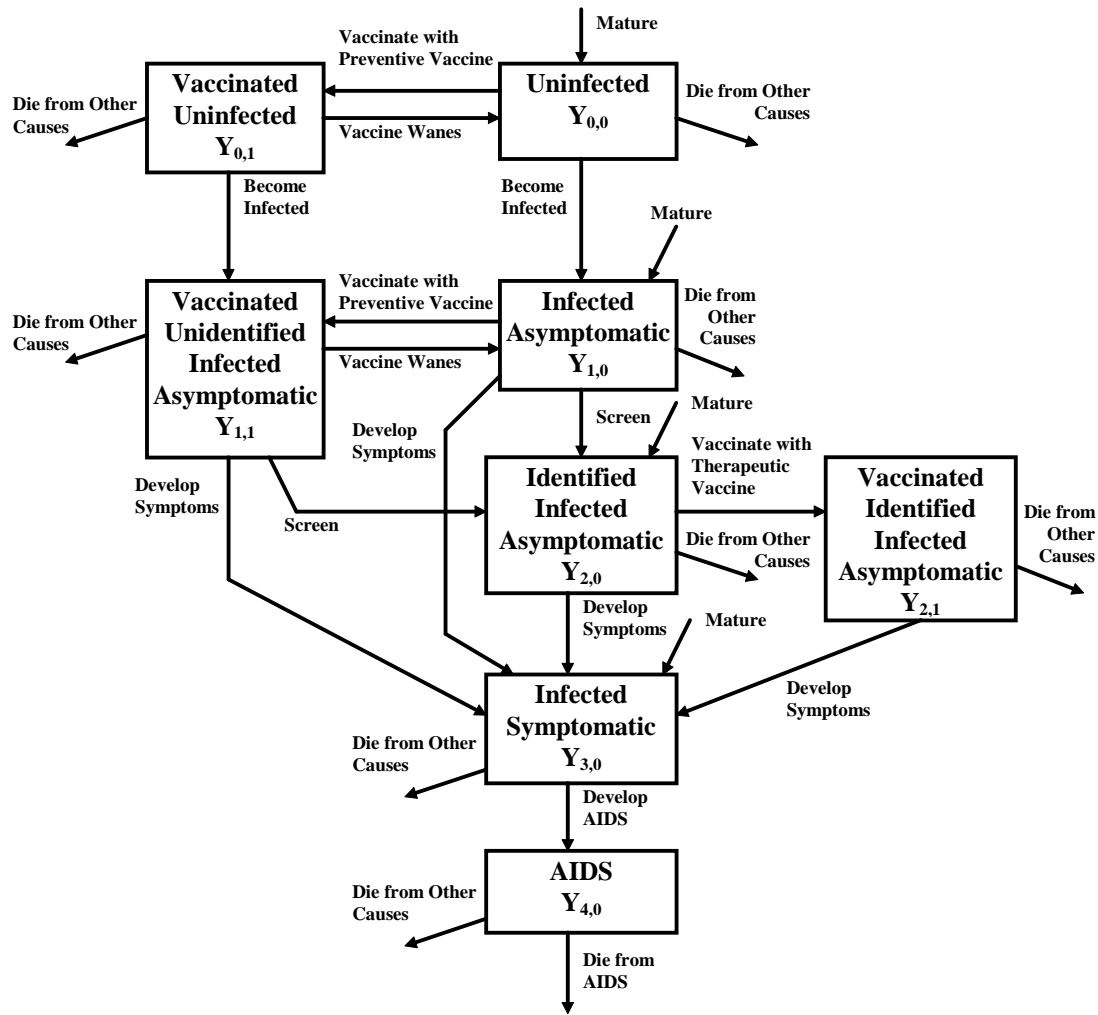 Mature
Vaccinate with
Preventive Vaccine
Vaccinated
Uninfected
Y0,1
Uninfected
Y0,0
Die from Other
Causes
Die from Other
Causes
Vaccine Wanes
Become
Infected
Become
Infected
Mature
Vaccinate with
Preventive Vaccine
Vaccinated
Unidentified
Infected
Asymptomatic
Y1,1
Infected
Asymptomatic
Y1,0
Die from
Other
Causes
Die from Other
Causes
Vaccine Wanes
Develop
Symptoms
Screen
Mature
Vaccinate with
Therapeutic
Vaccine
Develop
Symptoms
Screen
Identified
Infected
Asymptomatic
Y2,0
Vaccinated
Identified
Infected
Asymptomatic
Y2,1
Die from
Other
Causes
Die from Other
Causes
Develop
Symptoms
Mature
Develop
Symptoms
Infected
Symptomatic
Y3,0
Die from Other
Causes
Develop
AIDS
AIDS
Y4,0
Die from Other
Causes
Die from
AIDS